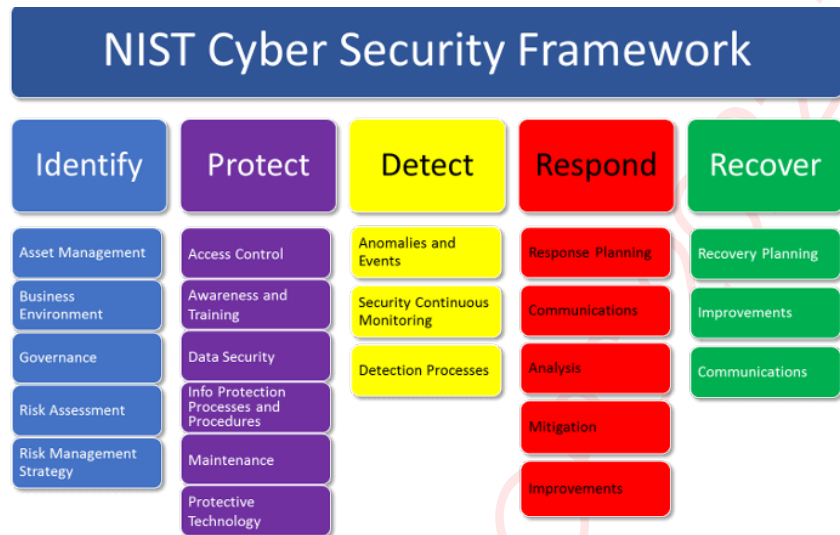 NIST Cyber Security Framework
Identify
Protect
Detect
Respond
Recover
Asset Management
Business
Environment
Governance
Risk Assessment
Risk Management
Strategy
Access Control
Awareness and
Training
Data Security
Info Protection
Processes and
Procedures
Maintenance
Protective
Technology
Anomalies and
Events
Security Continuous
Monitoring
Detection Processes
Response Planning
Communications
Analysis
Mitigation
Improvements
Recovery Planning
Improvements
Communications